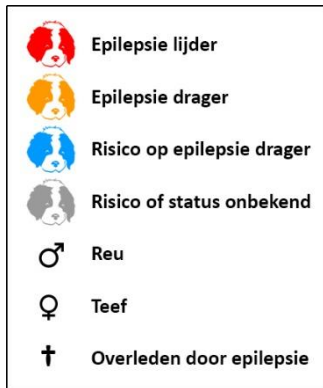 Epilepsie lijder
Epilepsie drager
Risico op epilepsie drager
Risico of status onbekend
♂ Reu
♀ Teef
✝ Overleden door epilepsie